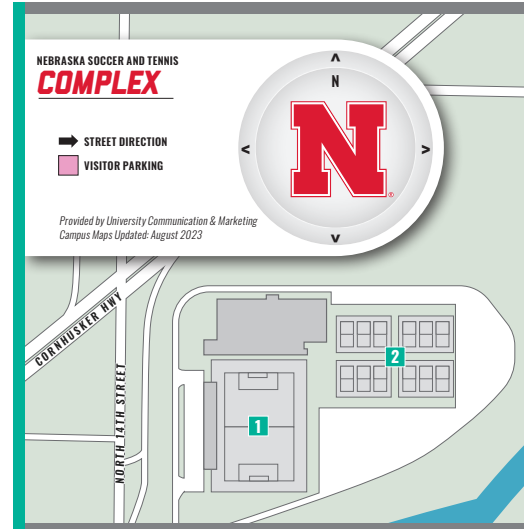 NEBRASKA SOCCER AND TENNIS
COMPLEX
STREET DIRECTION
VISITOR PARKING
Provided by University Communication & Marketing
Campus Maps Updated: August 2023
N
N
®
CORNHUSKER HWY
NORTH 14TH STREET
1
2